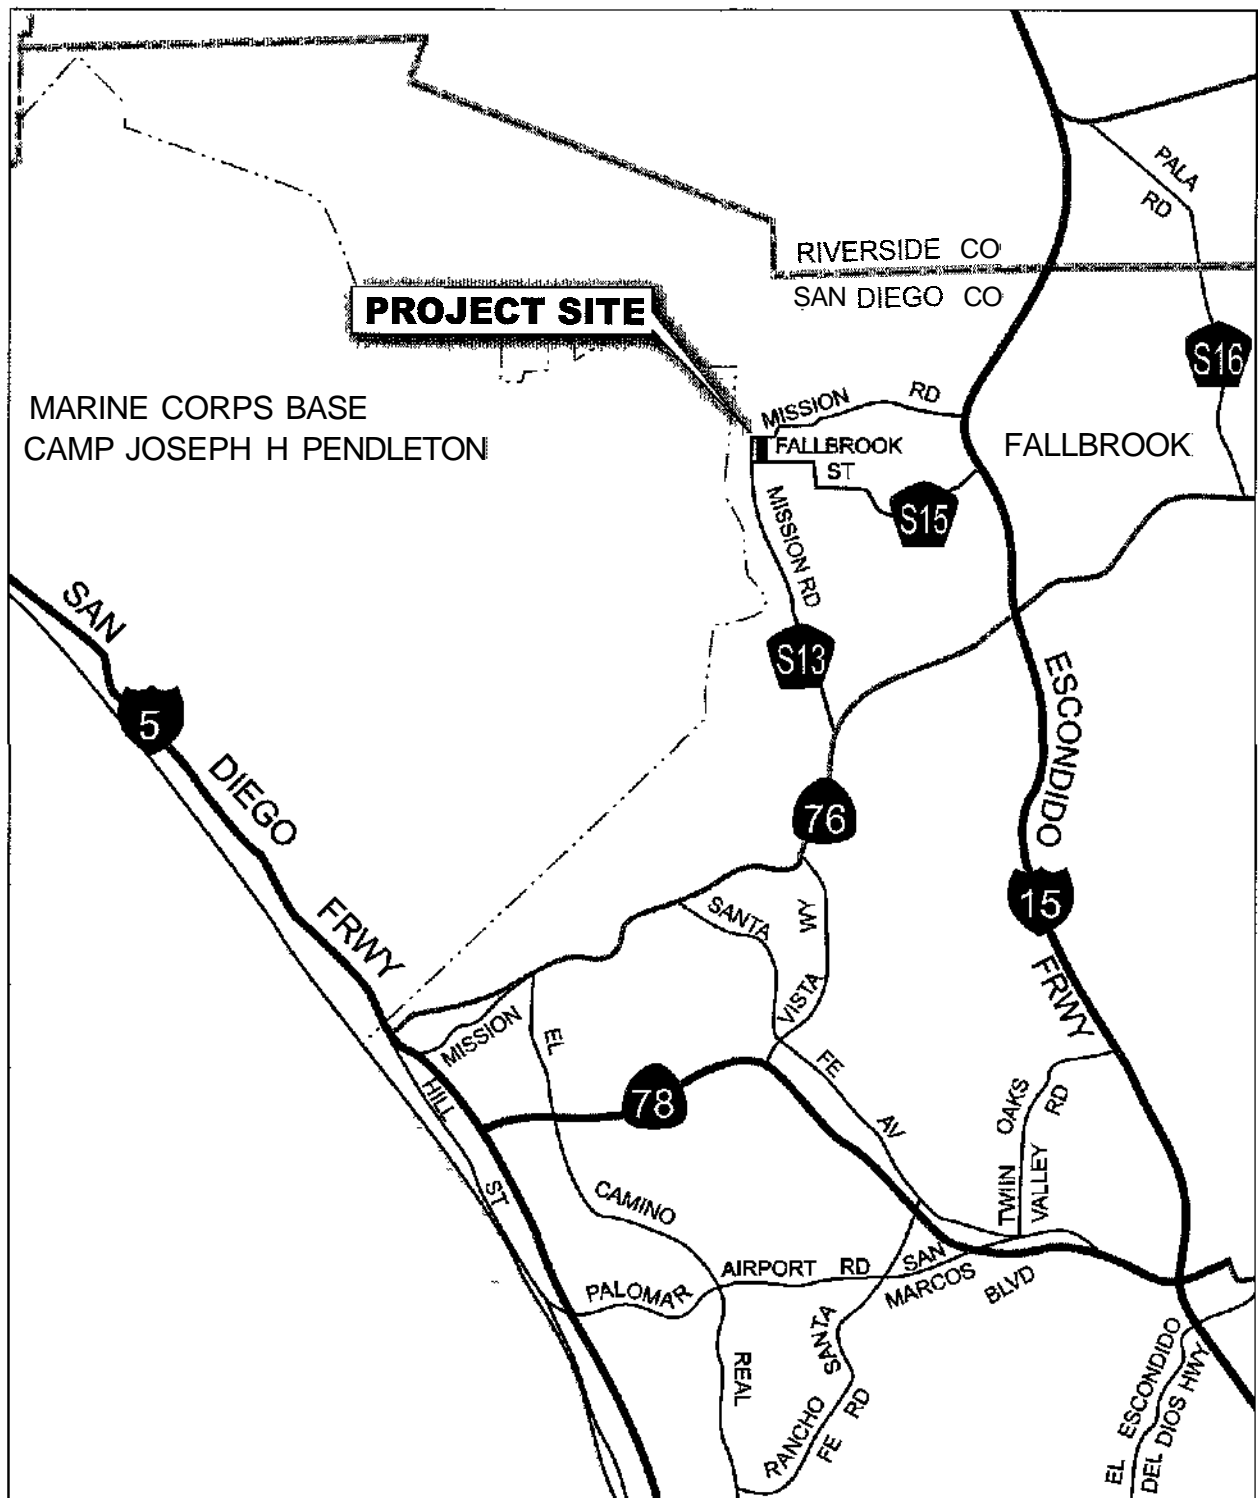 PALA
RD
RIVERSIDE CO
SAN DIEGO CO
PROJECT SITE
S16
MARINE CORPS BASE
CAMP JOSEPH H PENDLETON
MISSION RD
FALLBROOK
ST
FALLBROOK
S15
MISSION RD
S13
SAN
5
DIEGO
FRWY
ESCONDIDO
76
15
FRWY
SANTA
WY
VISTA
MISSION
EL
FE
AV
HILL
ST
78
TWIIN OAKS
VALLEY RD
CAMINO
PALOMAR
AIRPORT RD
SAN
MARCOS
BLVD
REAL
SANTA
RANCHO
FE RD
EL ESCONDIDO
DEL DIOS HWY